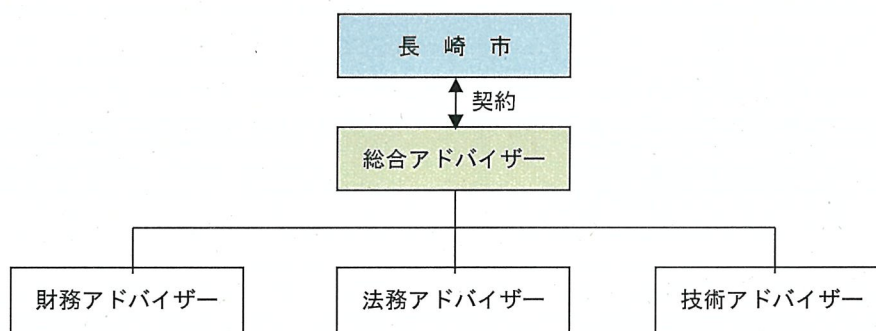 長 崎 市
契約
総合アドバイザー
財務アドバイザー
法務アドバイザー
技術アドバイザー